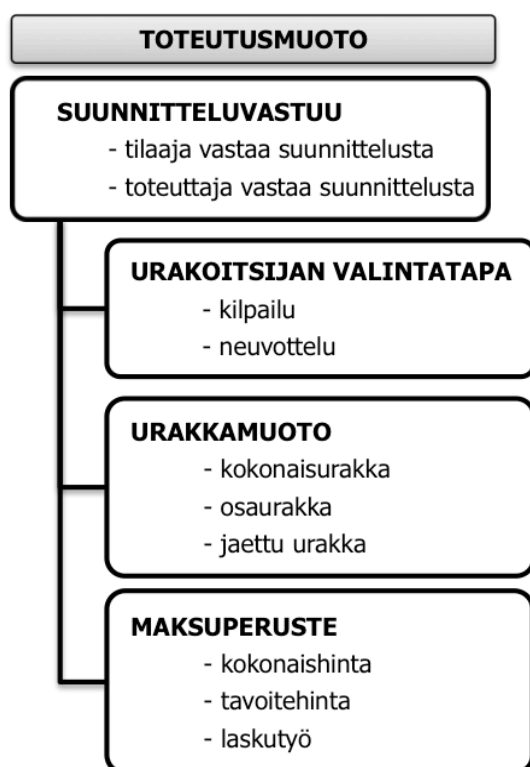 TOTEUTUSMUOTO
SUUNNITTELUVASTUU
- tilaaja vastaa suunnittelusta
- toteuttaja vastaa suunnittelusta
URAKOITSIJAN VALINTATAPA
- kilpailu
- neuvottelu
URAKKAMUOTO
- kokonaisurakka
- osaurakka
- jaettu urakka
MAKSUPERUSTE
- kokonaishinta
- tavoitehinta
- laskutyö